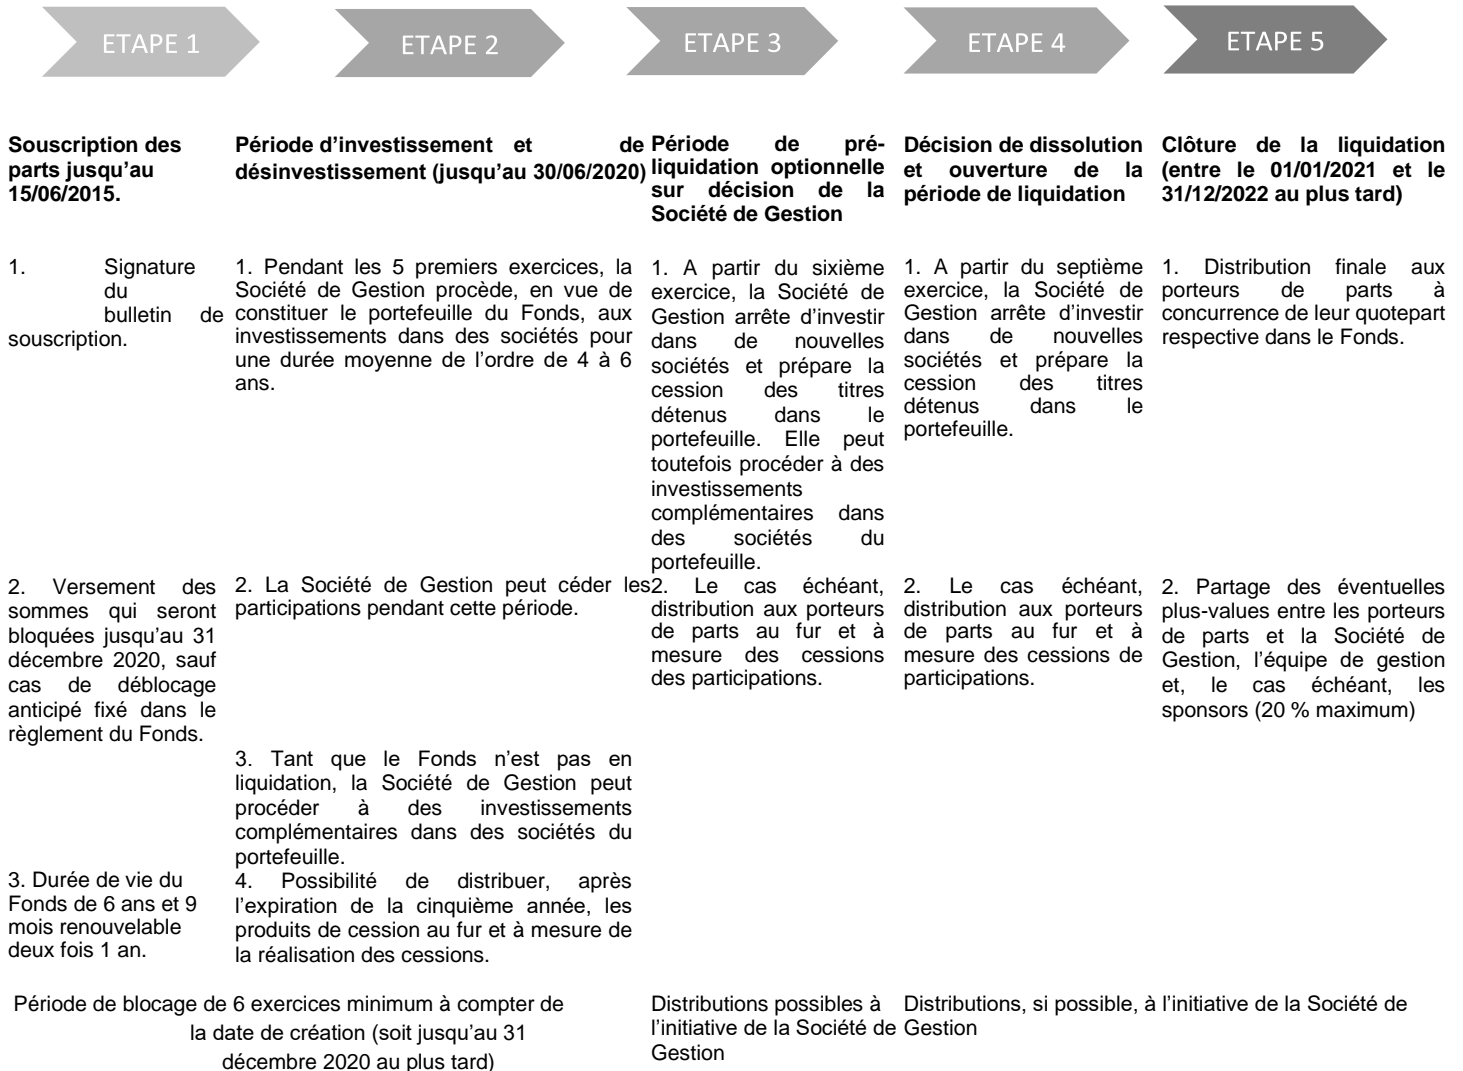 ETAPE 1
ETAPE 2
ETAPE 3
ETAPE 4
ETAPE 5
Souscription des
parts jusqu’au
15/06/2015.
Période d’investissement et de
désinvestissement (jusqu’au 30/06/2020)
Période de pré-
liquidation optionnelle
sur décision de la
Société de Gestion
Décision de dissolution
et ouverture de la
période de liquidation
Clôture de la liquidation
(entre le 01/01/2021 et le
31/12/2022 au plus tard)
1. Signature
du
bulletin de
souscription.
1. Pendant les 5 premiers exercices, la
Société de Gestion procède, en vue de
constituer le portefeuille du Fonds, aux
investissements dans des sociétés pour
une durée moyenne de l’ordre de 4 à 6
ans.
1. A partir du sixième
exercice, la Société de
Gestion arrête d’investir
dans de nouvelles
sociétés et prépare la
cession des titres
détenus dans le
portefeuille. Elle peut
toutefois procéder à des
investissements
complémentaires dans
des sociétés du
portefeuille.
1. A partir du septième
exercice, la Société de
Gestion arrête d’investir
dans de nouvelles
sociétés et prépare la
cession des titres
détenus dans le
portefeuille.
1. Distribution finale aux
porteurs de parts à
concurrence de leur quotepart
respective dans le Fonds.
2. Versement des
sommes qui seront
bloquées jusqu’au 31
décembre 2020, sauf
cas de déblocage
anticipé fixé dans le
règlement du Fonds.
2. La Société de Gestion peut céder les
participations pendant cette période.
2. Le cas échéant,
distribution aux porteurs
de parts au fur et à
mesure des cessions
des participations.
2. Le cas échéant,
distribution aux porteurs
de parts au fur et à
mesure des cessions de
participations.
2. Partage des éventuelles
plus-values entre les porteurs
de parts et la Société de
Gestion, l’équipe de gestion
et, le cas échéant, les
sponsors (20 % maximum)
3. Tant que le Fonds n’est pas en
liquidation, la Société de Gestion peut
procéder à des investissements
complémentaires dans des sociétés du
portefeuille.
3. Durée de vie du
Fonds de 6 ans et 9
mois renouvelable
deux fois 1 an.
4. Possibilité de distribuer, après
l’expiration de la cinquième année, les
produits de cession au fur et à mesure de
la réalisation des cessions.
Période de blocage de 6 exercices minimum à compter de
la date de création (soit jusqu’au 31
décembre 2020 au plus tard)
Distributions possibles à
l’initiative de la Société de
Gestion
Distributions, si possible, à l’initiative de la Société de
Gestion